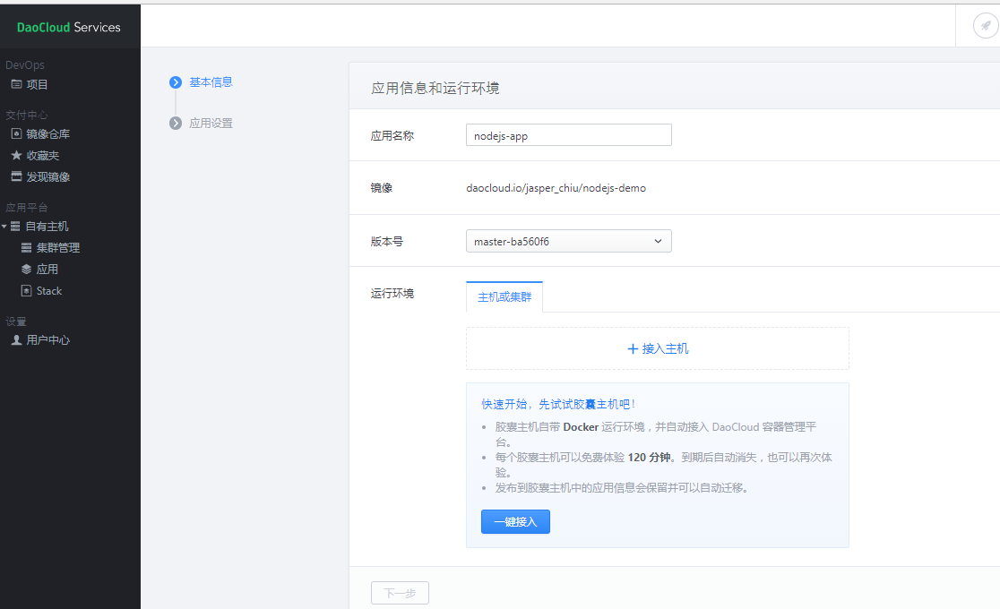 DaoCloud Services
DevOps
项目
交付中心
镜像仓库
收藏夹
发现镜像
应用平台
自有主机
集群管理
应用
Stack
设置
用户中心
基本信息
应用设置
应用信息和运行环境
应用名称
nodejs-app
镜像
daocloud.io/jasper_chiu/nodejs-demo
版本号
master-ba560f6
运行环境
主机或集群
+ 接入主机
快速开始，先试试胶囊主机吧！
• 胶囊主机自带 Docker 运行环境，并自动接入 DaoCloud 容器管理平
台。
• 每个胶囊主机可以免费体验 120 分钟。到期后自动消失，也可以再次体
验。
• 发布到胶囊主机中的应用信息会保留并可以自动迁移。
一键接入
下一步